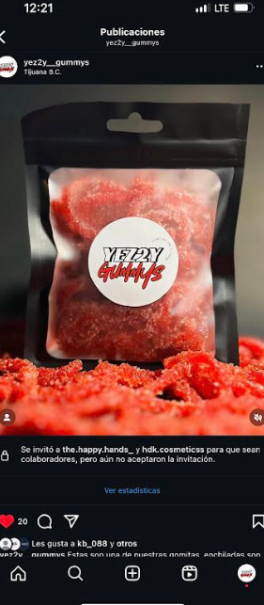 12:21
LTE
Publicaciones
yez2y__gummys
yez2y__gummys
Tijuana B.C.
YEZ2Y
GUMMYS
Se invitó a the.happy.hands_ y hdk.cosmeticss para que sean
colaboradores, pero aún no aceptaron la invitación.
Ver estadísticas
20
Les gusta a kb_088 y otros
yez2y__gummys Estas son una de nuestras gomitas, enchiladas son